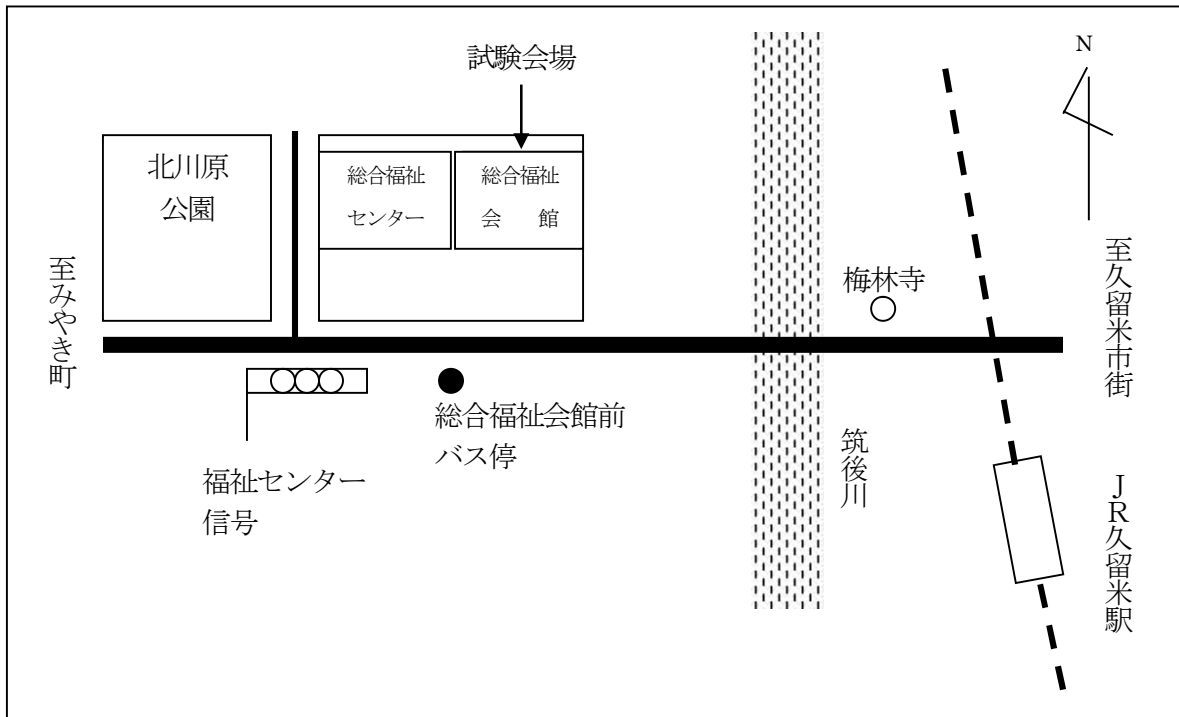 試験会場
N
北川原
公園
総合福祉
センター
総合福祉
会　　館
至みやき町
梅林寺
至久留米市街
総合福祉会館前
バス停
福祉センター
信号
筑後川
ＪＲ久留米駅